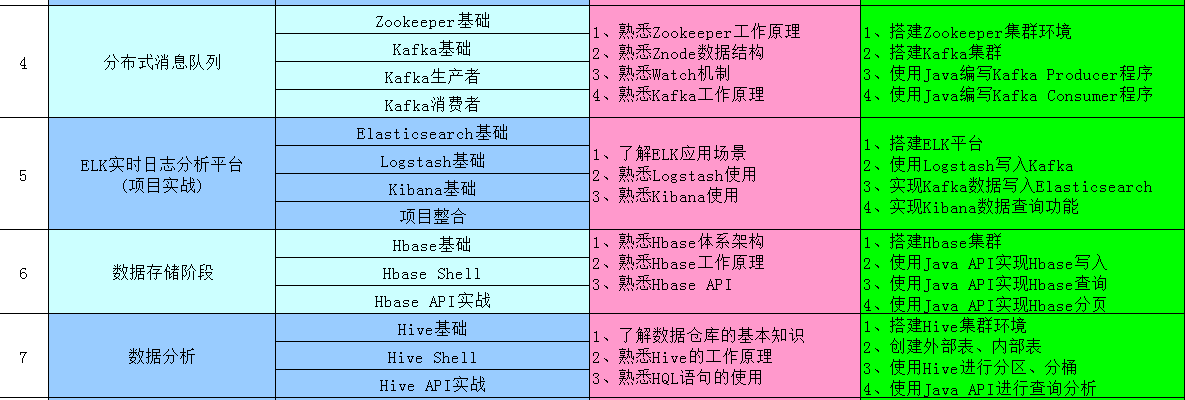 4
分布式消息队列
Zookeeper基础
Kafka基础
Kafka生产者
Kafka消费者
1、熟悉Zookeeper工作原理
2、熟悉Znode数据结构
3、熟悉Watch机制
4、熟悉Kafka工作原理
1、搭建Zookeeper集群环境
2、搭建Kafka集群
3、使用Java编写Kafka Producer程序
4、使用Java编写Kafka Consumer程序
5
ELK实时日志分析平台
(项目实战)
Elasticsearch基础
Logstash基础
Kibana基础
项目整合
1、了解ELK应用场景
2、熟悉Logstash使用
3、熟悉Kibana使用
1、搭建ELK平台
2、使用Logstash写入Kafka
3、实现Kafka数据写入Elasticsearch
4、实现Kibana数据查询功能
6
数据存储阶段
Hbase基础
Hbase Shell
Hbase API实战
1、熟悉Hbase体系架构
2、熟悉Hbase工作原理
3、熟悉Hbase API
1、搭建Hbase集群
2、使用Java API实现Hbase写入
3、使用Java API实现Hbase查询
4、使用Java API实现Hbase分页
7
数据分析
Hive基础
Hive Shell
Hive API实战
1、了解数据仓库的基本知识
2、熟悉Hive的工作原理
3、熟悉HQL语句的使用
1、搭建Hive集群环境
2、创建外部表、内部表
3、使用Hive进行分区、分桶
4、使用Java API进行查询分析